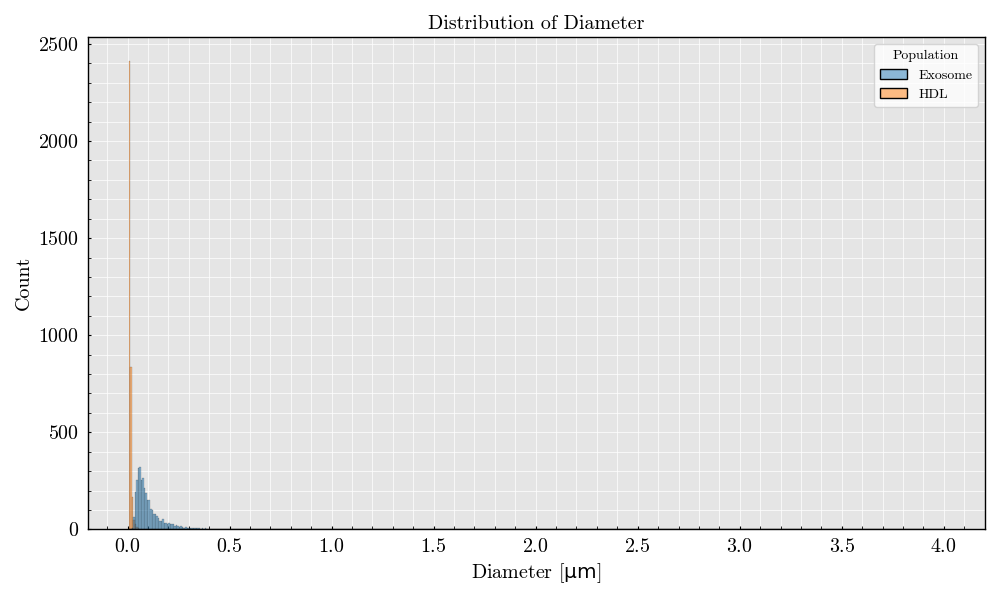 Distribution of Diameter
2500
2000
1500
1000
500
0
Count
Population
Exosome
HDL
0.0 0.5 1.0 1.5 2.0 2.5 3.0 3.5 4.0
Diameter [μm]